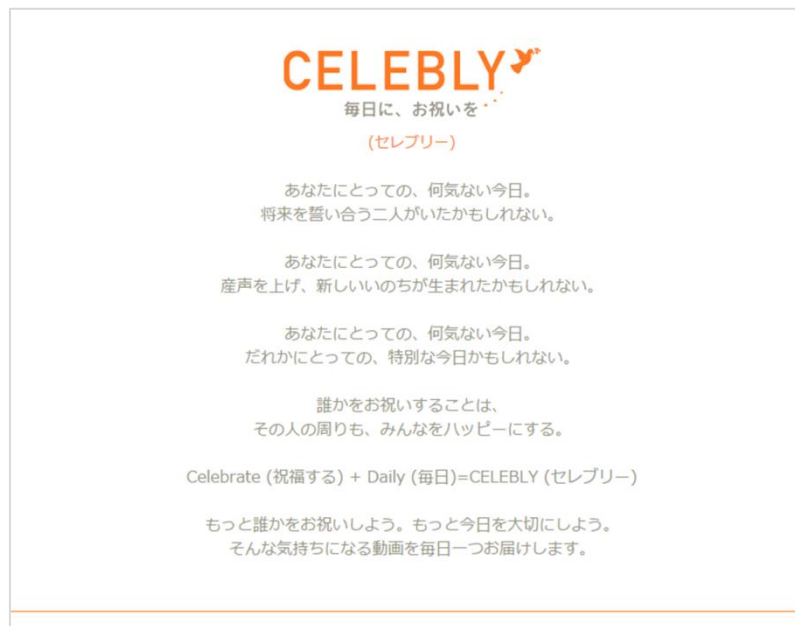 CELEBLY
毎日に、お祝いを
(セレブリー)
あなたにとっての、何気ない今日。
将来を誓い合う二人がいたかもしれない。
あなたにとっての、何気ない今日。
産声を上げ、新しいいのちが生まれたかもしれない。
あなたにとっての、何気ない今日。
だれかにとっての、特別な今日かもしれない。
誰かをお祝いすることは、
その人の周りも、みんなをハッピーにする。
Celebrate (祝福する) + Daily (毎日)=CELEBLY (セレブリー)
もっと誰かをお祝いしよう。もっと今日を大切にしよう。
そんな気持ちになる動画を毎日一つお届けします。